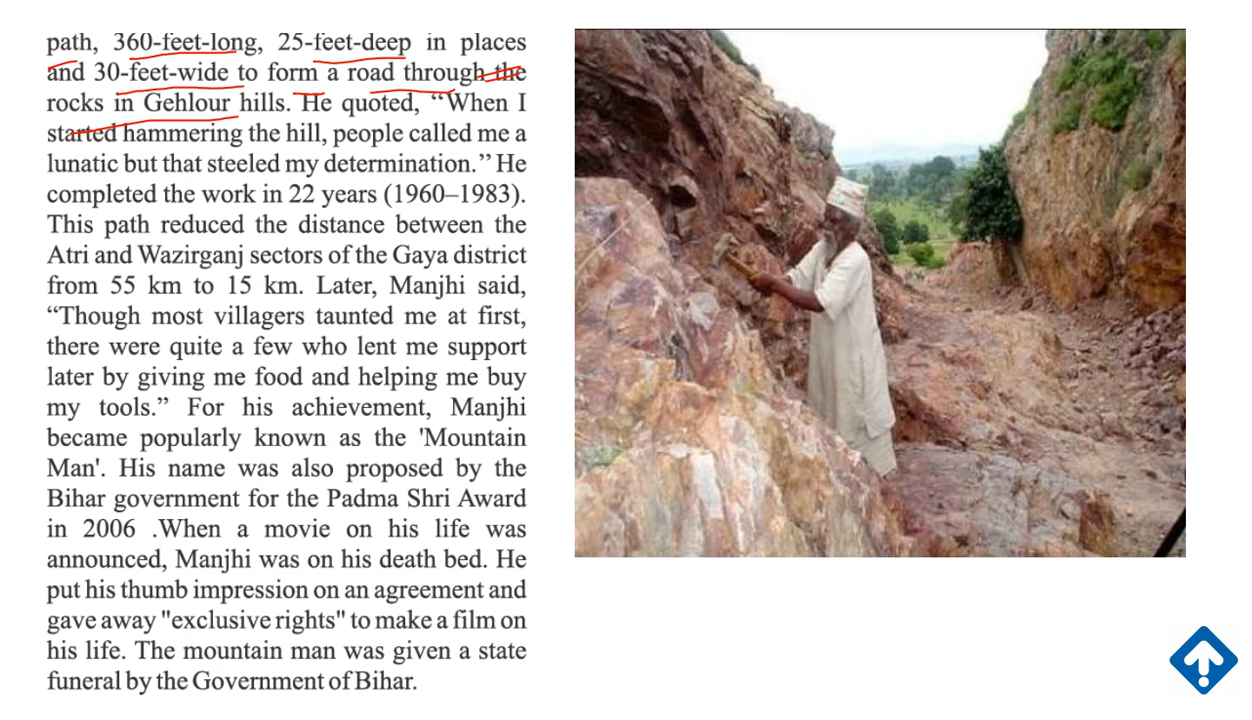 path, 360-feet-long, 25-feet-deep in places
and 30-feet-wide to form a road through the
rocks in Gehlour hills. He quoted, “When I
started hammering the hill, people called me a
lunatic but that steeled my determination.” He
completed the work in 22 years (1960–1983).
This path reduced the distance between the
Atri and Wazirganj sectors of the Gaya district
from 55 km to 15 km. Later, Manjhi said,
“Though most villagers taunted me at first,
there were quite a few who lent me support
later by giving me food and helping me buy
my tools.” For his achievement, Manjhi
became popularly known as the 'Mountain
Man'. His name was also proposed by the
Bihar government for the Padma Shri Award
in 2006 .When a movie on his life was
announced, Manjhi was on his death bed. He
put his thumb impression on an agreement and
gave away "exclusive rights" to make a film on
his life. The mountain man was given a state
funeral by the Government of Bihar.